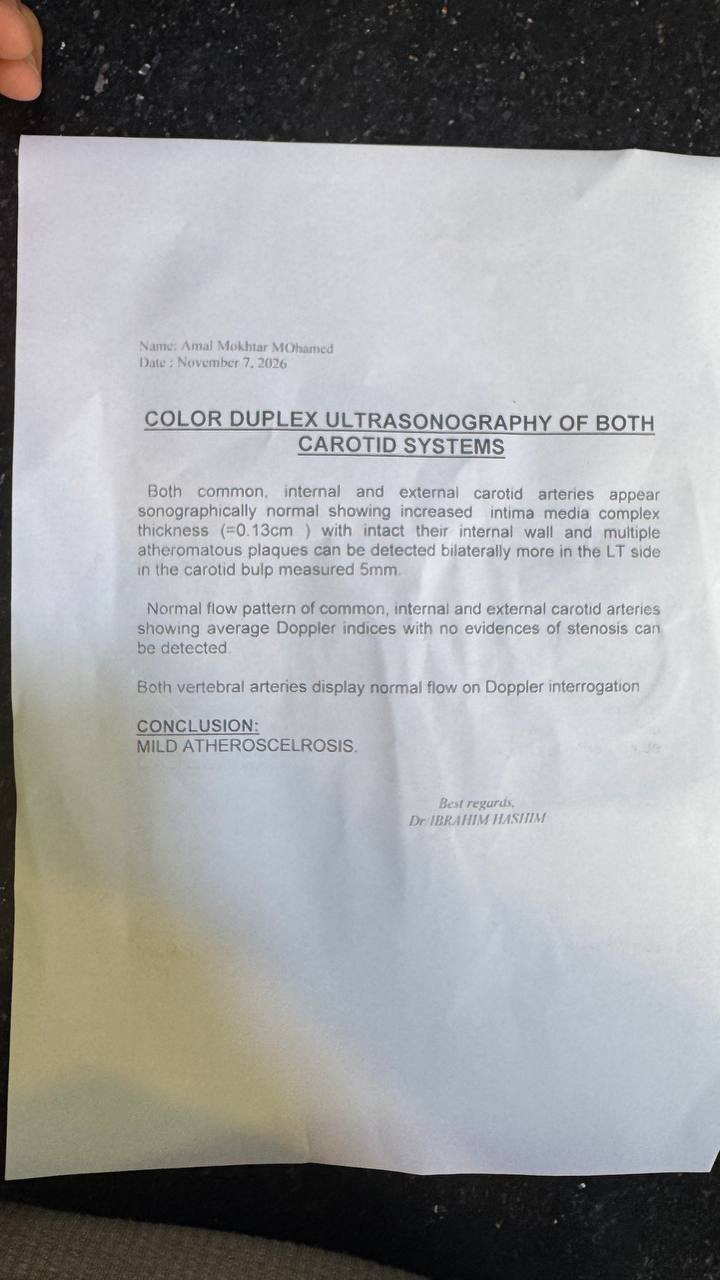 Name: Amal Mokhtar MOhamed
Date : November 7, 2026
COLOR DUPLEX ULTRASONOGRAPHY OF BOTH
CAROTID SYSTEMS
Both common, internal and external carotid arteries appear
sonographically normal showing increased intima media complex
thickness (=0.13cm ) with intact their internal wall and multiple
atheromatous plaques can be detected bilaterally more in the LT side
in the carotid bulp measured 5mm.
Normal flow pattern of common, internal and external carotid arteries
showing average Doppler indices with no evidences of stenosis can
be detected.
Both vertebral arteries display normal flow on Doppler interrogation
CONCLUSION:
MILD ATHEROSCELROSIS.
Best regards,
Dr/IBRAHIM HASHIM